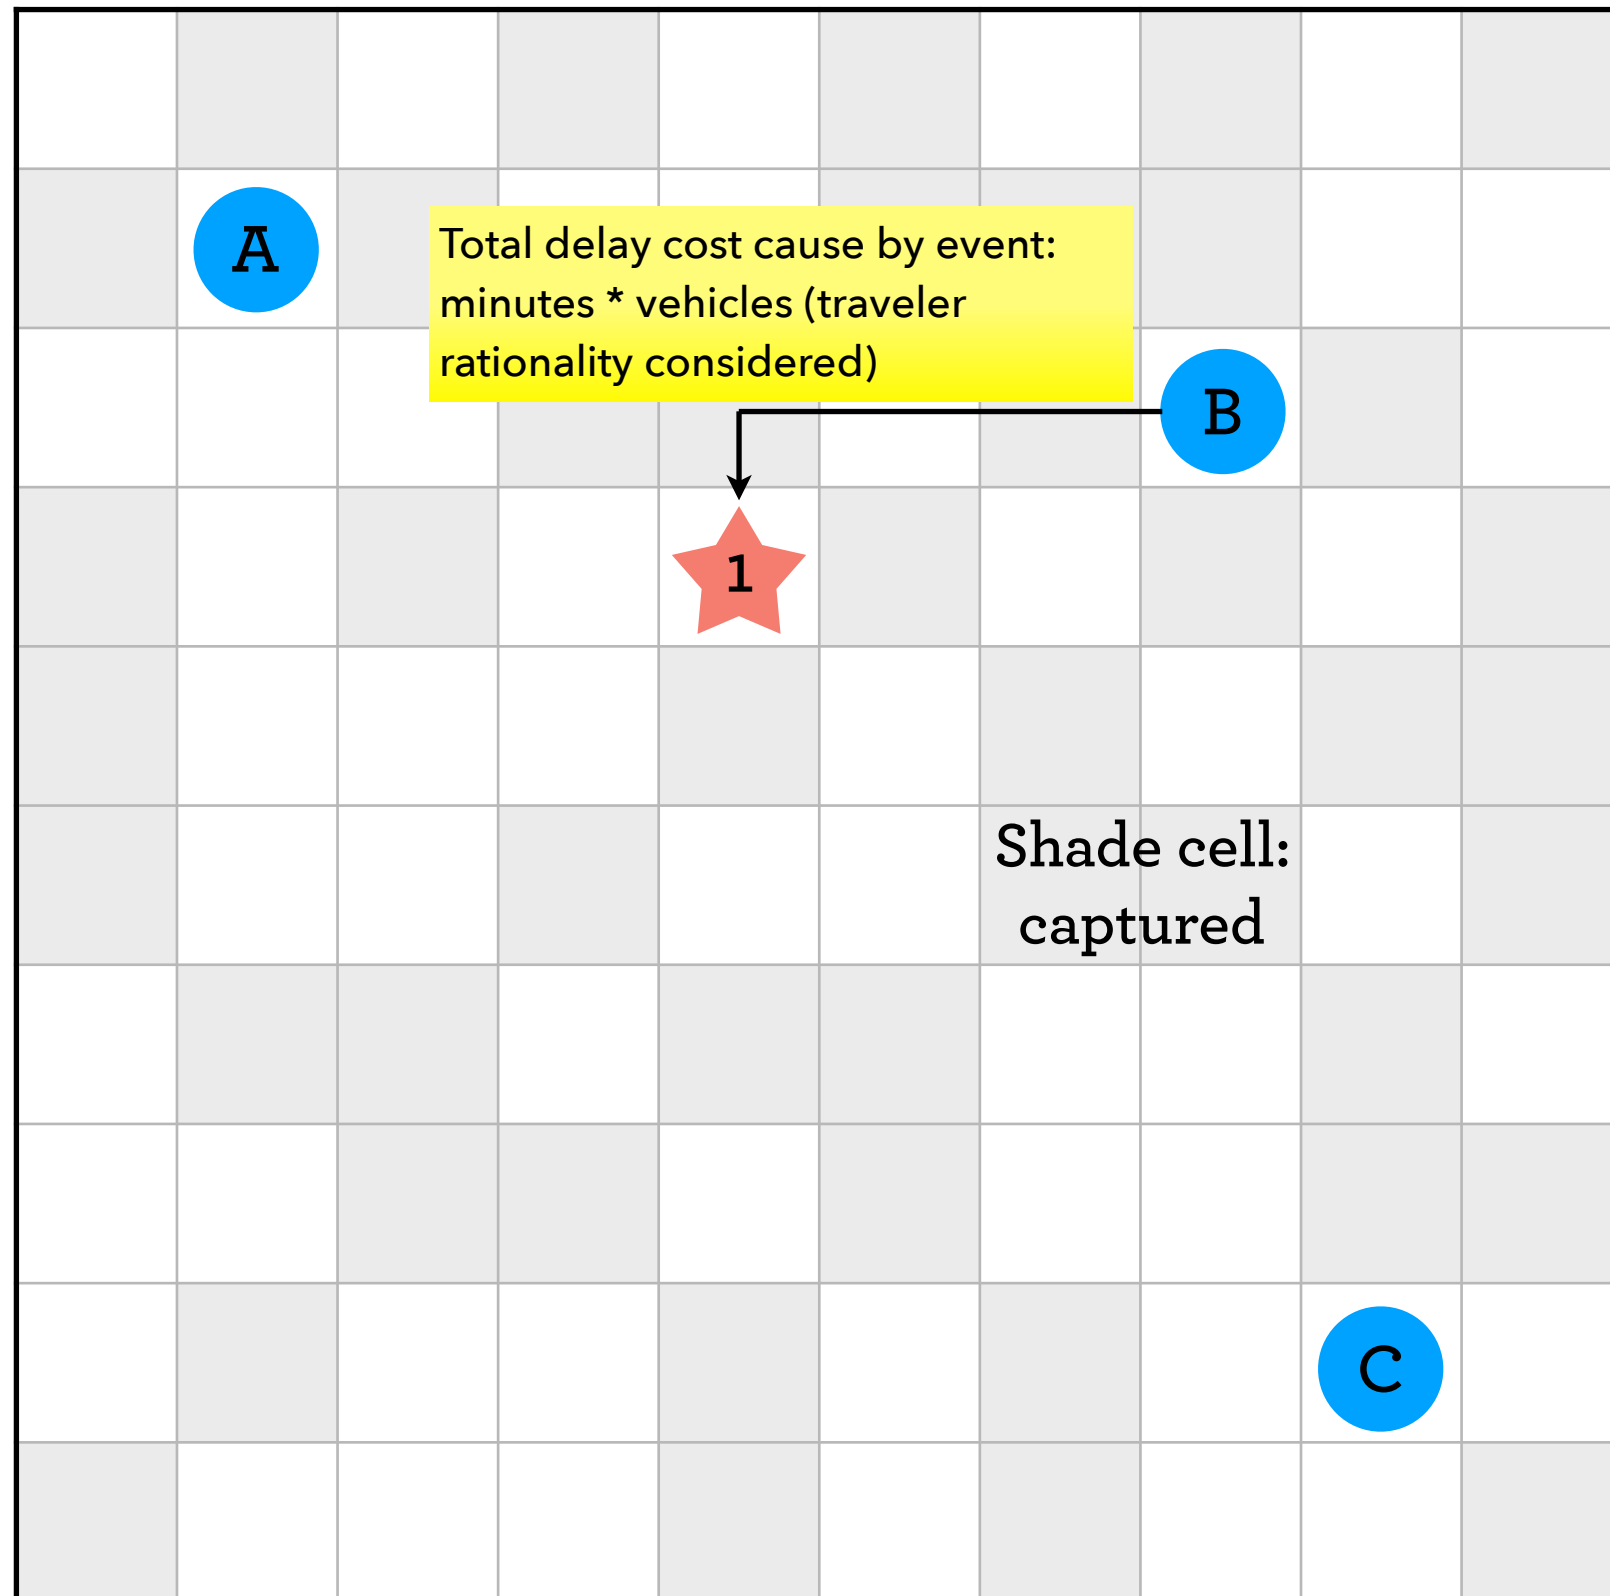 A
Total delay cost cause by event:
minutes * vehicles (traveler
rationality considered)
B
1
Shade cell:
captured
C